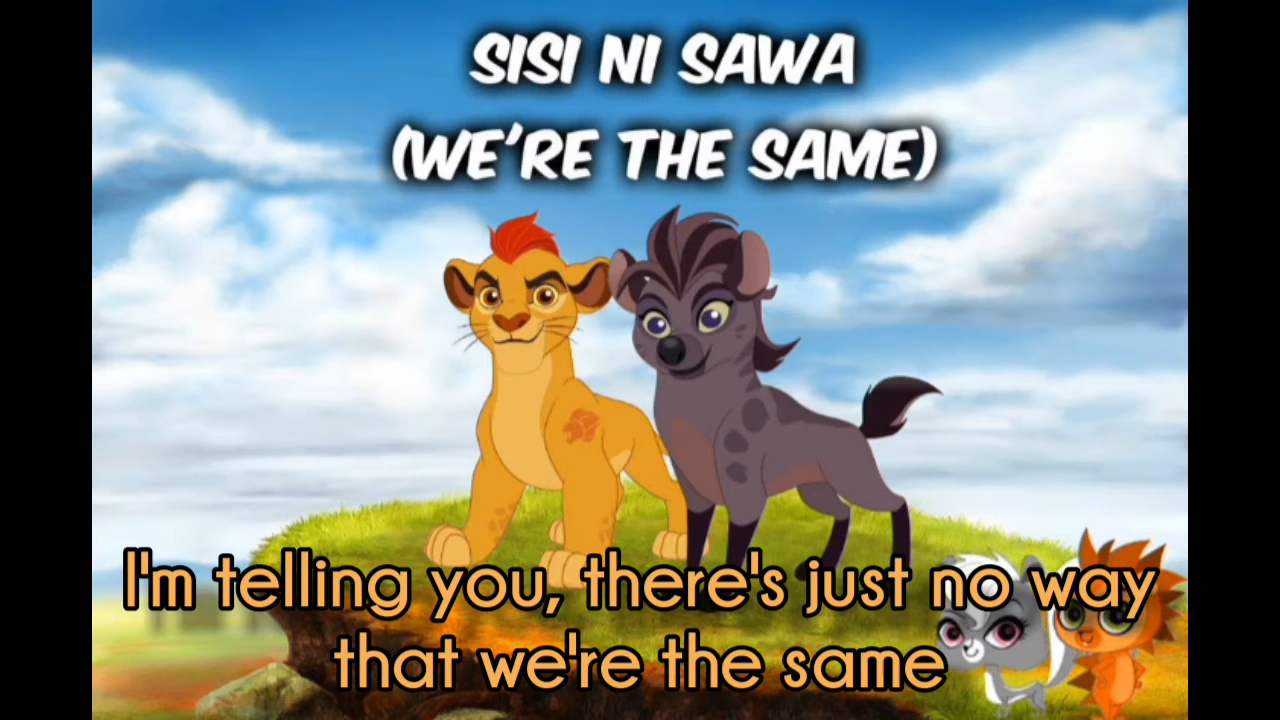 SISI NI SAWA
(WE'RE THE SAME)
I'm telling you, there's just no way
that we're the same